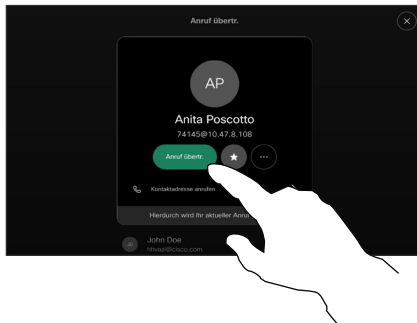 Anruf übertr.
AP
Anita Poscotto
74145@10.47.8.108
Anruf übertr.
Kontaktadresse anrufen
Hierdurch wird Ihr aktueller Anruf
John Doe